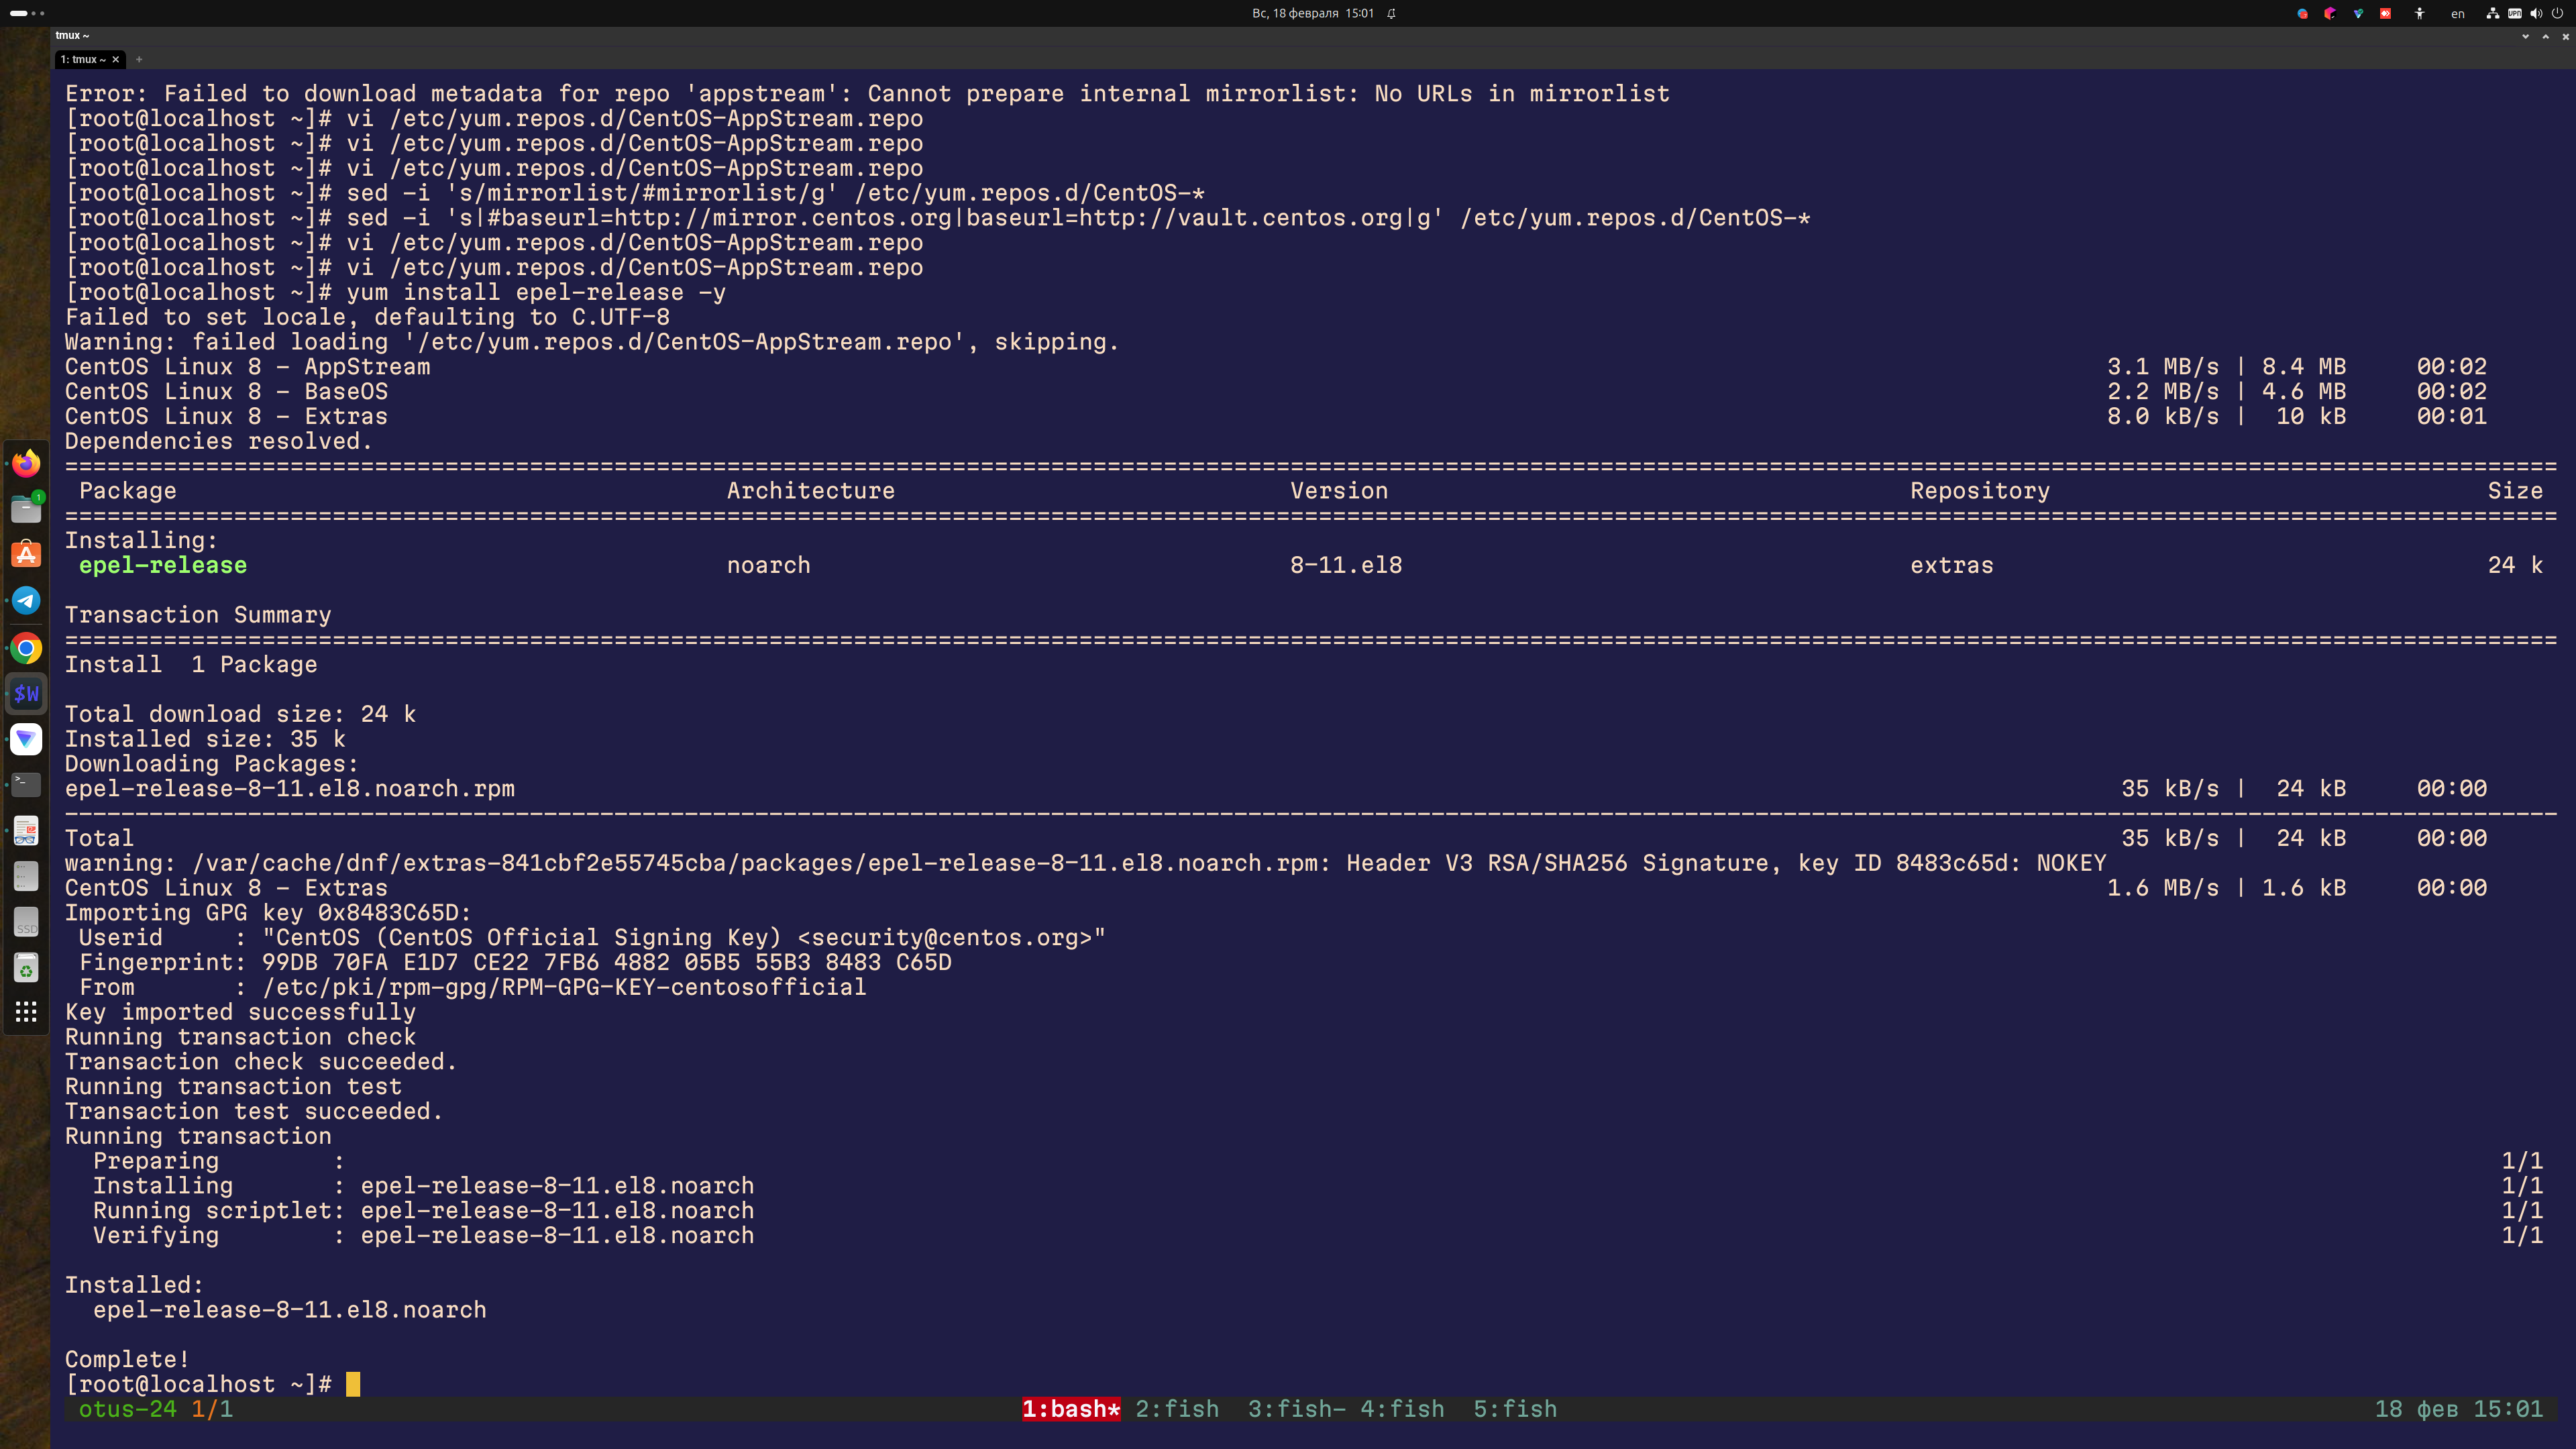 Вс, 18 февраля 15:01
en
VPN
tmux ~
1: tmux ~ × +
Error: Failed to download metadata for repo 'appstream': Cannot prepare internal mirrorlist: No URLs in mirrorlist
[root@localhost ~]# vi /etc/yum.repos.d/CentOS-AppStream.repo
[root@localhost ~]# vi /etc/yum.repos.d/CentOS-AppStream.repo
[root@localhost ~]# vi /etc/yum.repos.d/CentOS-AppStream.repo
[root@localhost ~]# sed -i 's/mirrorlist/#mirrorlist/g' /etc/yum.repos.d/CentOS-*
[root@localhost ~]# sed -i 's|#baseurl=http://mirror.centos.org|baseurl=http://vault.centos.org|g' /etc/yum.repos.d/CentOS-*
[root@localhost ~]# vi /etc/yum.repos.d/CentOS-AppStream.repo
[root@localhost ~]# vi /etc/yum.repos.d/CentOS-AppStream.repo
[root@localhost ~]# yum install epel-release -y
Failed to set locale, defaulting to C.UTF-8
Warning: failed loading '/etc/yum.repos.d/CentOS-AppStream.repo', skipping.
CentOS Linux 8 - AppStream 3.1 MB/s | 8.4 MB 00:02
CentOS Linux 8 - BaseOS 2.2 MB/s | 4.6 MB 00:02
CentOS Linux 8 - Extras 8.0 kB/s | 10 kB 00:01
Dependencies resolved.
Package Architecture Version Repository Size
Installing:
epel-release noarch 8-11.el8 extras 24 k
Transaction Summary
Install 1 Package
Total download size: 24 k
Installed size: 35 k
Downloading Packages:
epel-release-8-11.el8.noarch.rpm 35 kB/s | 24 kB 00:00
Total 35 kB/s | 24 kB 00:00
warning: /var/cache/dnf/extras-841cbf2e55745cba/packages/epel-release-8-11.el8.noarch.rpm: Header V3 RSA/SHA256 Signature, key ID 8483c65d: NOKEY
CentOS Linux 8 - Extras 1.6 MB/s | 1.6 kB 00:00
Importing GPG key 0x8483C65D:
Userid : "CentOS (CentOS Official Signing Key) <security@centos.org>"
Fingerprint: 99DB 70FA E1D7 CE22 7FB6 4882 05B5 55B3 8483 C65D
From : /etc/pki/rpm-gpg/RPM-GPG-KEY-centosofficial
Key imported successfully
Running transaction check
Transaction check succeeded.
Running transaction test
Transaction test succeeded.
Running transaction
Preparing : 1/1
Installing : epel-release-8-11.el8.noarch 1/1
Running scriptlet: epel-release-8-11.el8.noarch 1/1
Verifying : epel-release-8-11.el8.noarch 1/1
Installed:
epel-release-8-11.el8.noarch
Complete!
[root@localhost ~]#
otus-24 1/1 1:bash* 2:fish 3:fish- 4:fish 5:fish 18 фев 15:01
1
$W
>_
SSD